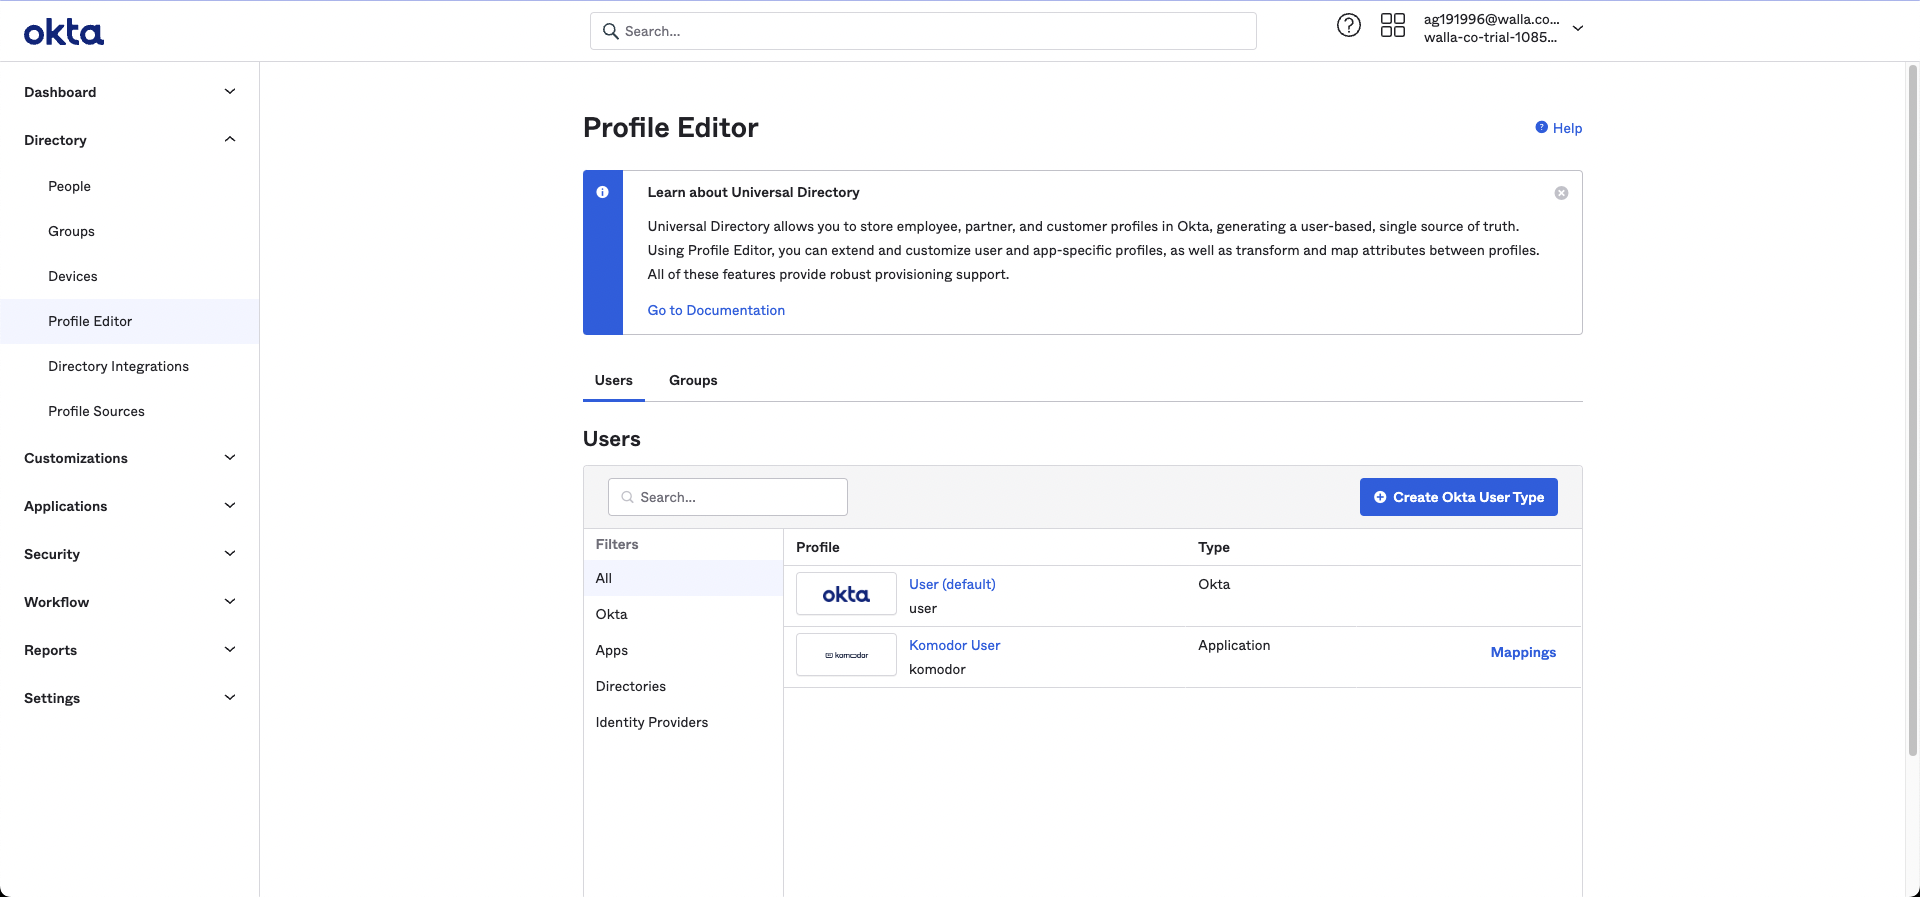 okta
Search...
ag191996@walla.co...
walla-co-trial-1085...
Dashboard
Directory
People
Groups
Devices
Profile Editor
Directory Integrations
Profile Sources
Customizations
Applications
Security
Workflow
Reports
Settings
Profile Editor
Help
Learn about Universal Directory
Universal Directory allows you to store employee, partner, and customer profiles in Okta, generating a user-based, single source of truth.
Using Profile Editor, you can extend and customize user and app-specific profiles, as well as transform and map attributes between profiles.
All of these features provide robust provisioning support.
Go to Documentation
Users Groups
Users
Search...
Create Okta User Type
Filters
All
Okta
Apps
Directories
Identity Providers
Profile Type
okta User (default) Okta
user
komodor Komodor User Application Mappings
komodor